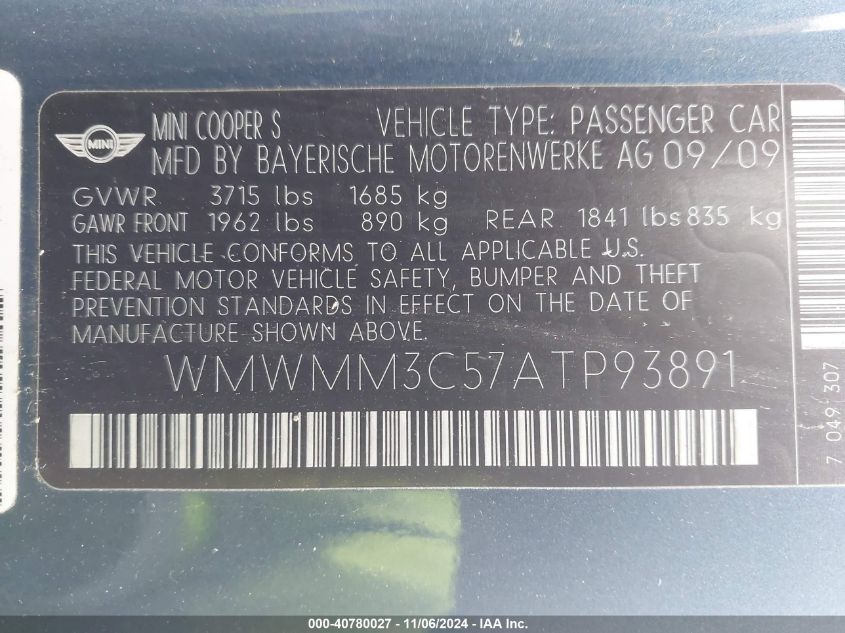 MINI
MINI COOPER S VEHICLE TYPE: PASSENGER CAR
MFD BY BAYERISCHE MOTORENWERKE AG 09/09
GVWR 3715 lbs 1685 kg
GAWR FRONT 1962 lbs 890 kg REAR 1841 lbs 835 kg
THIS VEHICLE CONFORMS TO ALL APPLICABLE U.S.
FEDERAL MOTOR VEHICLE SAFETY, BUMPER AND THEFT
PREVENTION STANDARDS IN EFFECT ON THE DATE OF
MANUFACTURE SHOWN ABOVE.
WMWMM3C57ATP93891
7 049 307
000-40780027 - 11/06/2024 - IAA Inc.